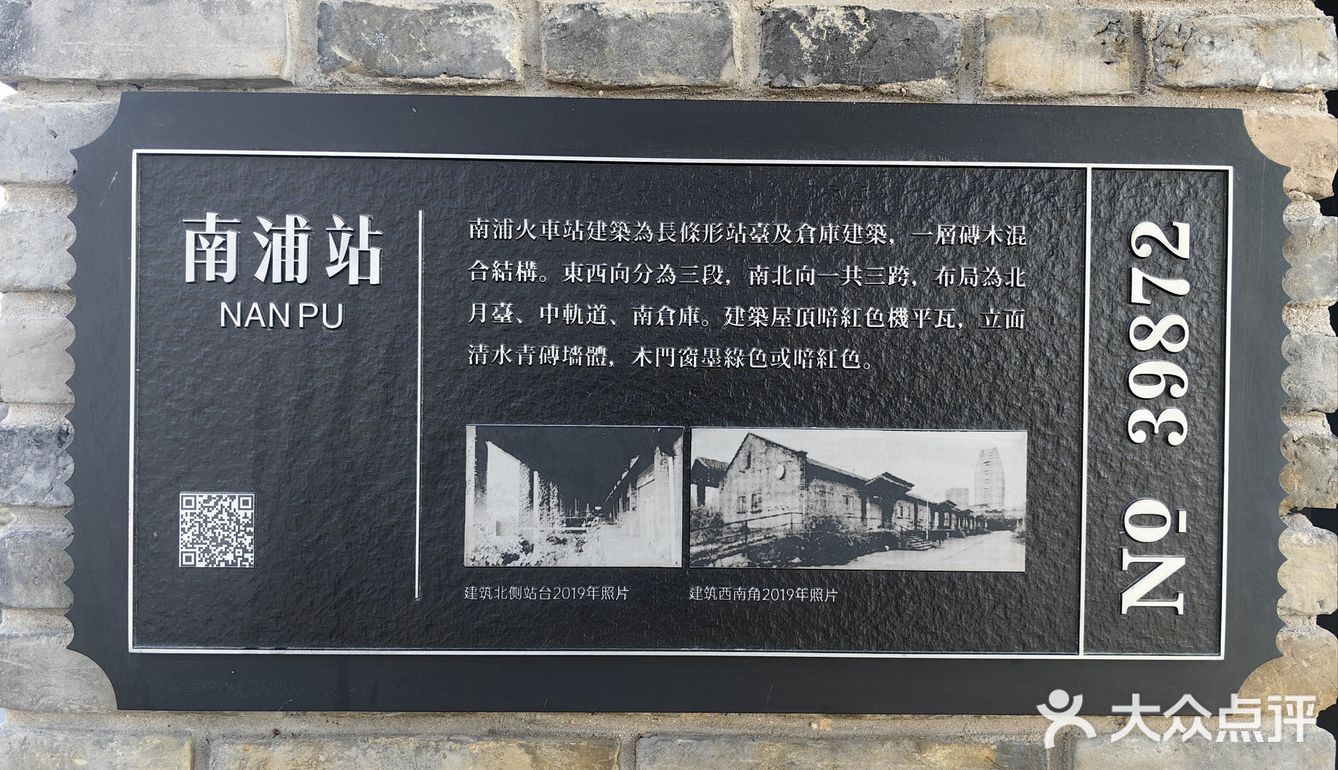 南浦站
NAN PU
南浦火車站建築為長條形站臺及倉庫建築，一層磚木混
合結構。東西向分為三段，南北向一共三跨，布局為北
月臺、中軌道、南倉庫。建築屋頂暗紅色機平瓦，立面
清水青磚墻體，木門窗墨綠色或暗紅色。
建筑北侧站台2019年照片
建筑西南角2019年照片
Nº 39872
大众点评